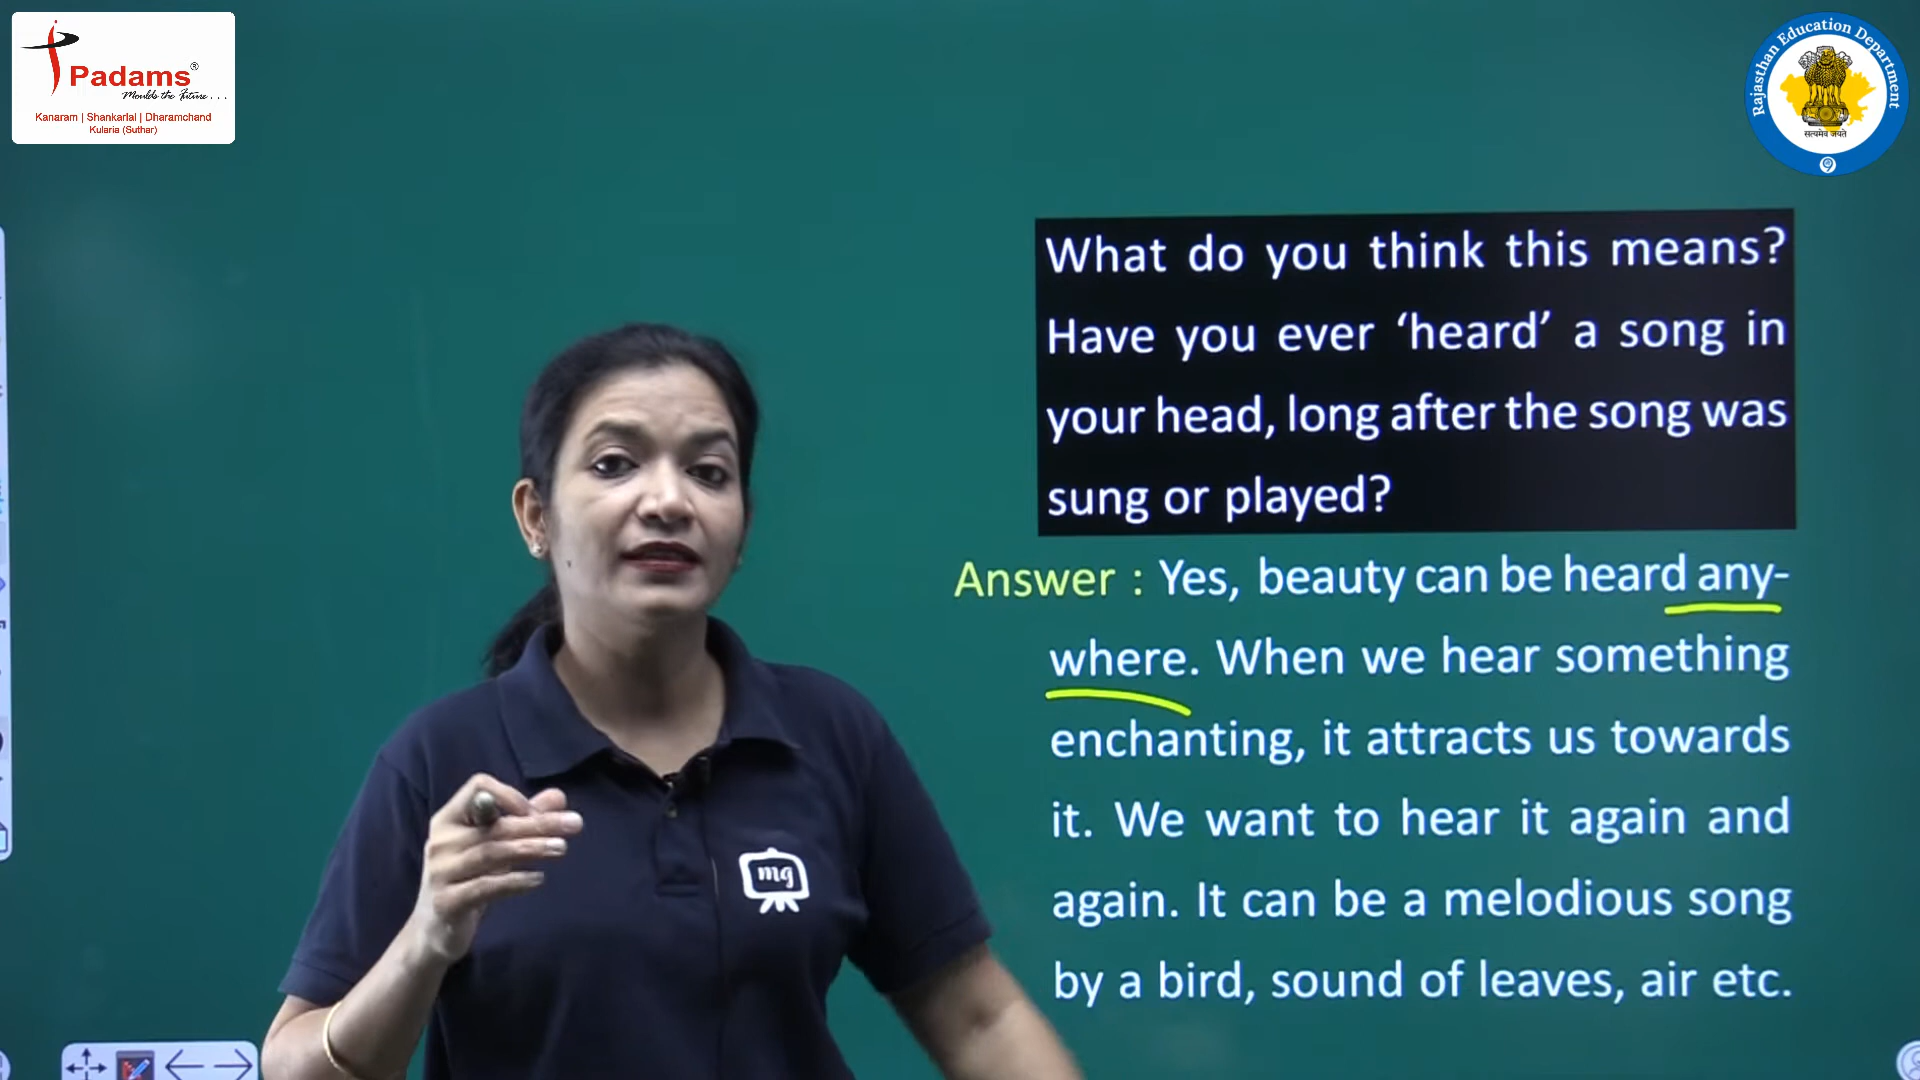 Padams®
Moulds the Future...
Kanaram | Shankarlal | Dharamchand
Kularia (Suthar)
Rajasthan Education Department
सत्यमेव जयते
What do you think this means?
Have you ever ‘heard’ a song in
your head, long after the song was
sung or played?
Answer : Yes, beauty can be heard any-
where. When we hear something
enchanting, it attracts us towards
it. We want to hear it again and
again. It can be a melodious song
by a bird, sound of leaves, air etc.
mg